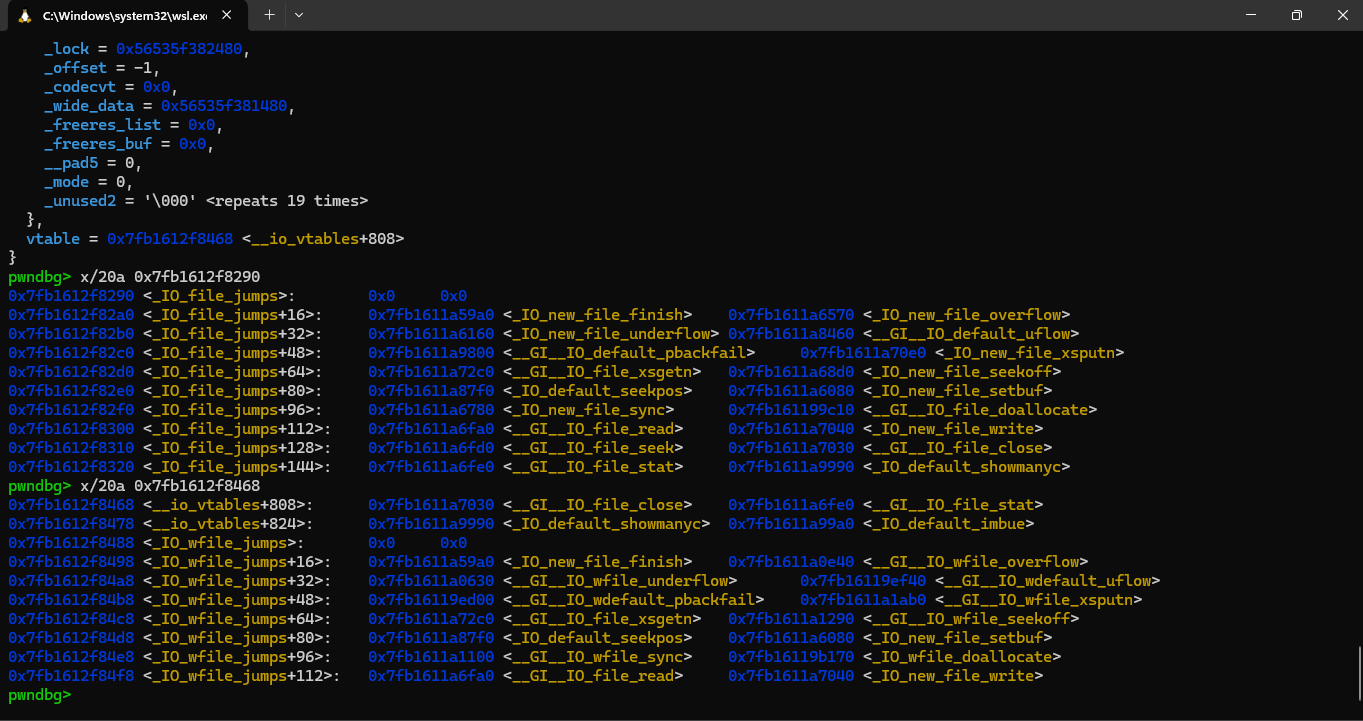 C:\Windows\system32\wsl.exe
_lock = 0x56535f382480,
_offset = -1,
_codecvt = 0x0,
_wide_data = 0x56535f381480,
_freeres_list = 0x0,
_freeres_buf = 0x0,
__pad5 = 0,
_mode = 0,
_unused2 = '\000' <repeats 19 times>
},
vtable = 0x7fb1612f8468 <__io_vtables+808>
}
pwndbg> x/20a 0x7fb1612f8290
0x7fb1612f8290 <_IO_file_jumps>: 0x0 0x0
0x7fb1612f82a0 <_IO_file_jumps+16>: 0x7fb1611a59a0 <_IO_new_file_finish> 0x7fb1611a6570 <_IO_new_file_overflow>
0x7fb1612f82b0 <_IO_file_jumps+32>: 0x7fb1611a6160 <_IO_new_file_underflow> 0x7fb1611a8460 <__GI__IO_default_uflow>
0x7fb1612f82c0 <_IO_file_jumps+48>: 0x7fb1611a9800 <__GI__IO_default_pbackfail> 0x7fb1611a70e0 <_IO_new_file_xsputn>
0x7fb1612f82d0 <_IO_file_jumps+64>: 0x7fb1611a72c0 <__GI__IO_file_xsgetn> 0x7fb1611a68d0 <_IO_new_file_seekoff>
0x7fb1612f82e0 <_IO_file_jumps+80>: 0x7fb1611a87f0 <_IO_default_seekpos> 0x7fb1611a6080 <_IO_new_file_setbuf>
0x7fb1612f82f0 <_IO_file_jumps+96>: 0x7fb1611a6780 <_IO_new_file_sync> 0x7fb161199c10 <__GI__IO_file_doallocate>
0x7fb1612f8300 <_IO_file_jumps+112>: 0x7fb1611a6fa0 <__GI__IO_file_read> 0x7fb1611a7040 <_IO_new_file_write>
0x7fb1612f8310 <_IO_file_jumps+128>: 0x7fb1611a6fd0 <__GI__IO_file_seek> 0x7fb1611a7030 <__GI__IO_file_close>
0x7fb1612f8320 <_IO_file_jumps+144>: 0x7fb1611a6fe0 <__GI__IO_file_stat> 0x7fb1611a9990 <_IO_default_showmanyc>
pwndbg> x/20a 0x7fb1612f8468
0x7fb1612f8468 <__io_vtables+808>: 0x7fb1611a7030 <__GI__IO_file_close> 0x7fb1611a6fe0 <__GI__IO_file_stat>
0x7fb1612f8478 <__io_vtables+824>: 0x7fb1611a9990 <_IO_default_showmanyc> 0x7fb1611a99a0 <_IO_default_imbue>
0x7fb1612f8488 <_IO_wfile_jumps>: 0x0 0x0
0x7fb1612f8498 <_IO_wfile_jumps+16>: 0x7fb1611a59a0 <_IO_new_file_finish> 0x7fb1611a0e40 <__GI__IO_wfile_overflow>
0x7fb1612f84a8 <_IO_wfile_jumps+32>: 0x7fb1611a0630 <__GI__IO_wfile_underflow> 0x7fb16119ef40 <__GI__IO_wdefault_uflow>
0x7fb1612f84b8 <_IO_wfile_jumps+48>: 0x7fb16119ed00 <__GI__IO_wdefault_pbackfail> 0x7fb1611a1ab0 <__GI__IO_wfile_xsputn>
0x7fb1612f84c8 <_IO_wfile_jumps+64>: 0x7fb1611a72c0 <__GI__IO_file_xsgetn> 0x7fb1611a1290 <__GI__IO_wfile_seekoff>
0x7fb1612f84d8 <_IO_wfile_jumps+80>: 0x7fb1611a87f0 <_IO_default_seekpos> 0x7fb1611a6080 <_IO_new_file_setbuf>
0x7fb1612f84e8 <_IO_wfile_jumps+96>: 0x7fb1611a1100 <__GI__IO_wfile_sync> 0x7fb16119b170 <_IO_wfile_doallocate>
0x7fb1612f84f8 <_IO_wfile_jumps+112>: 0x7fb1611a6fa0 <__GI__IO_file_read> 0x7fb1611a7040 <_IO_new_file_write>
pwndbg>